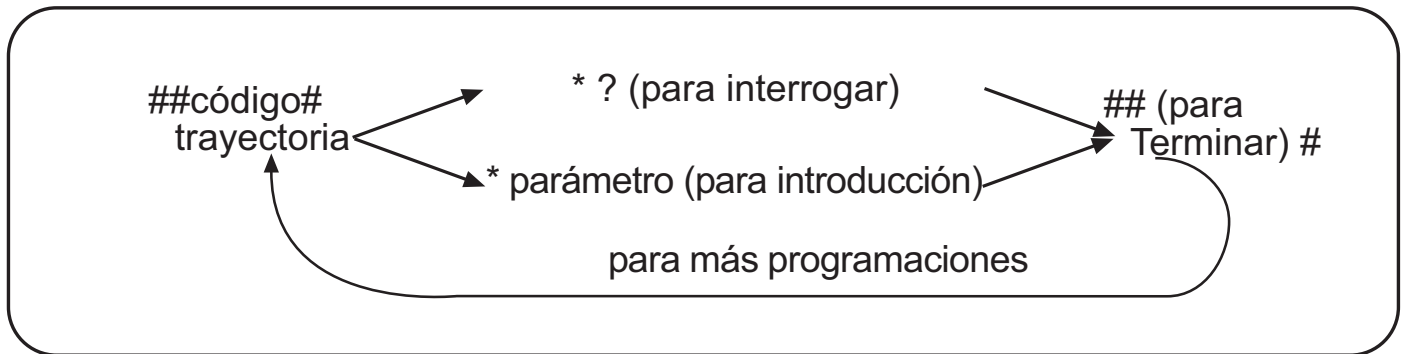 ##código#
trayectoria
* ? (para interrogar)
* parámetro (para introducción)
## (para
Terminar) #
para más programaciones